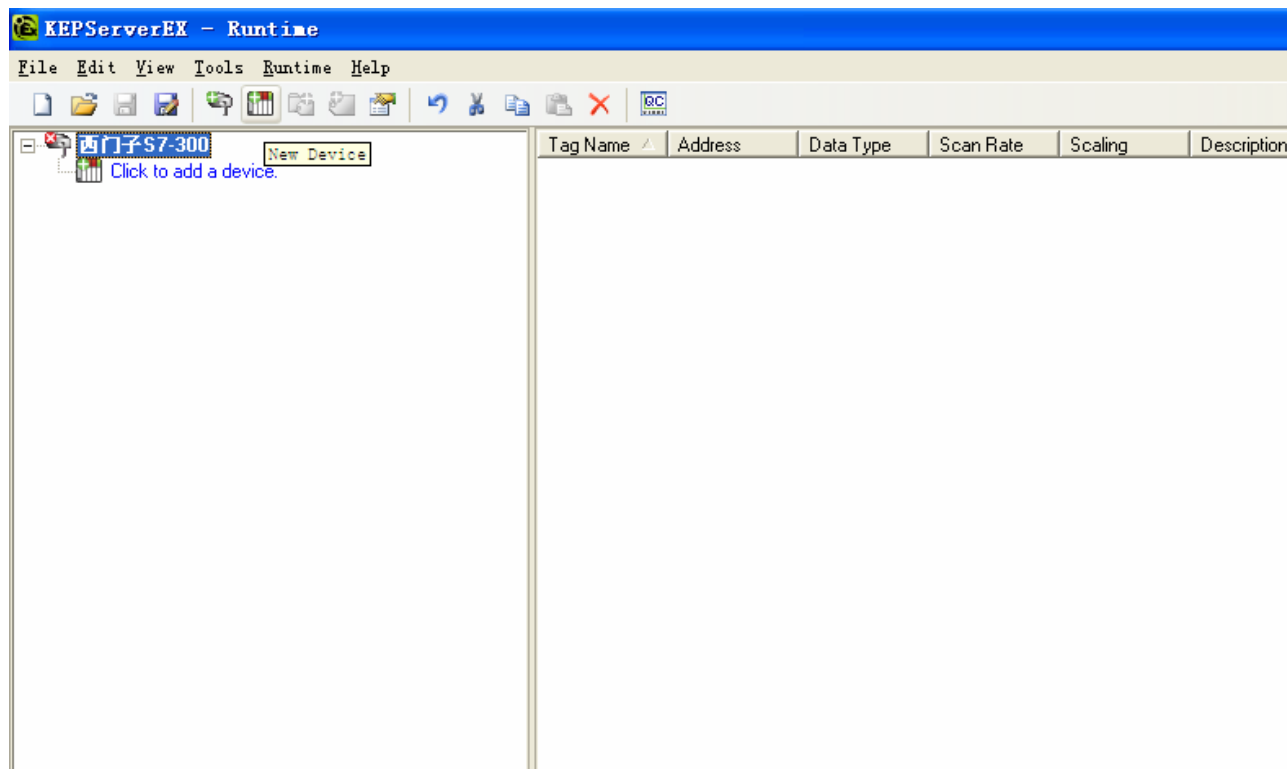 KEPServerEX - Runtime
File Edit View Tools Runtime Help
QC
西门子S7-300
New Device
Click to add a device.
Tag Name Address Data Type Scan Rate Scaling Description